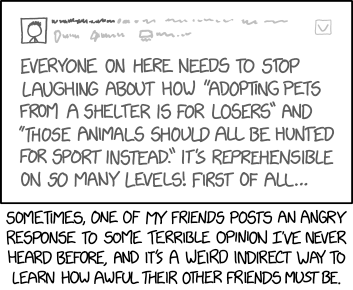 EVERYONE ON HERE NEEDS TO STOP
LAUGHING ABOUT HOW "ADOPTING PETS
FROM A SHELTER IS FOR LOSERS" AND
"THOSE ANIMALS SHOULD ALL BE HUNTED
FOR SPORT INSTEAD." IT'S REPREHENSIBLE
ON SO MANY LEVELS! FIRST OF ALL...
SOMETIMES, ONE OF MY FRIENDS POSTS AN ANGRY
RESPONSE TO SOME TERRIBLE OPINION I'VE NEVER
HEARD BEFORE, AND IT'S A WEIRD INDIRECT WAY TO
LEARN HOW AWFUL THEIR OTHER FRIENDS MUST BE.